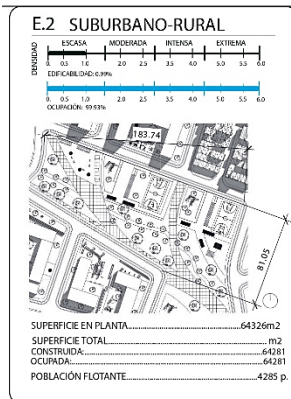 E.2 SUBURBANO-RURAL
DENSIDAD
ESCASA MODERADA INTENSA EXTREMA
0. 0.5 1.0 2.0 2.5 3.5 4.0 5.0 5.5 6.0
EDIFICABILIDAD: 0.99%
0. 0.5 1.0 2.0 2.5 3.5 4.0 5.0 5.5 6.0
OCUPACIÓN: 99.93%
183.74
81.05
SUPERFICIE EN PLANTA...............................64326m2
SUPERFICIE TOTAL............................................ m2
CONSTRUIDA:...................................................64281
OCUPADA:........................................................64281
POBLACIÓN FLOTANTE..............................4285 p.